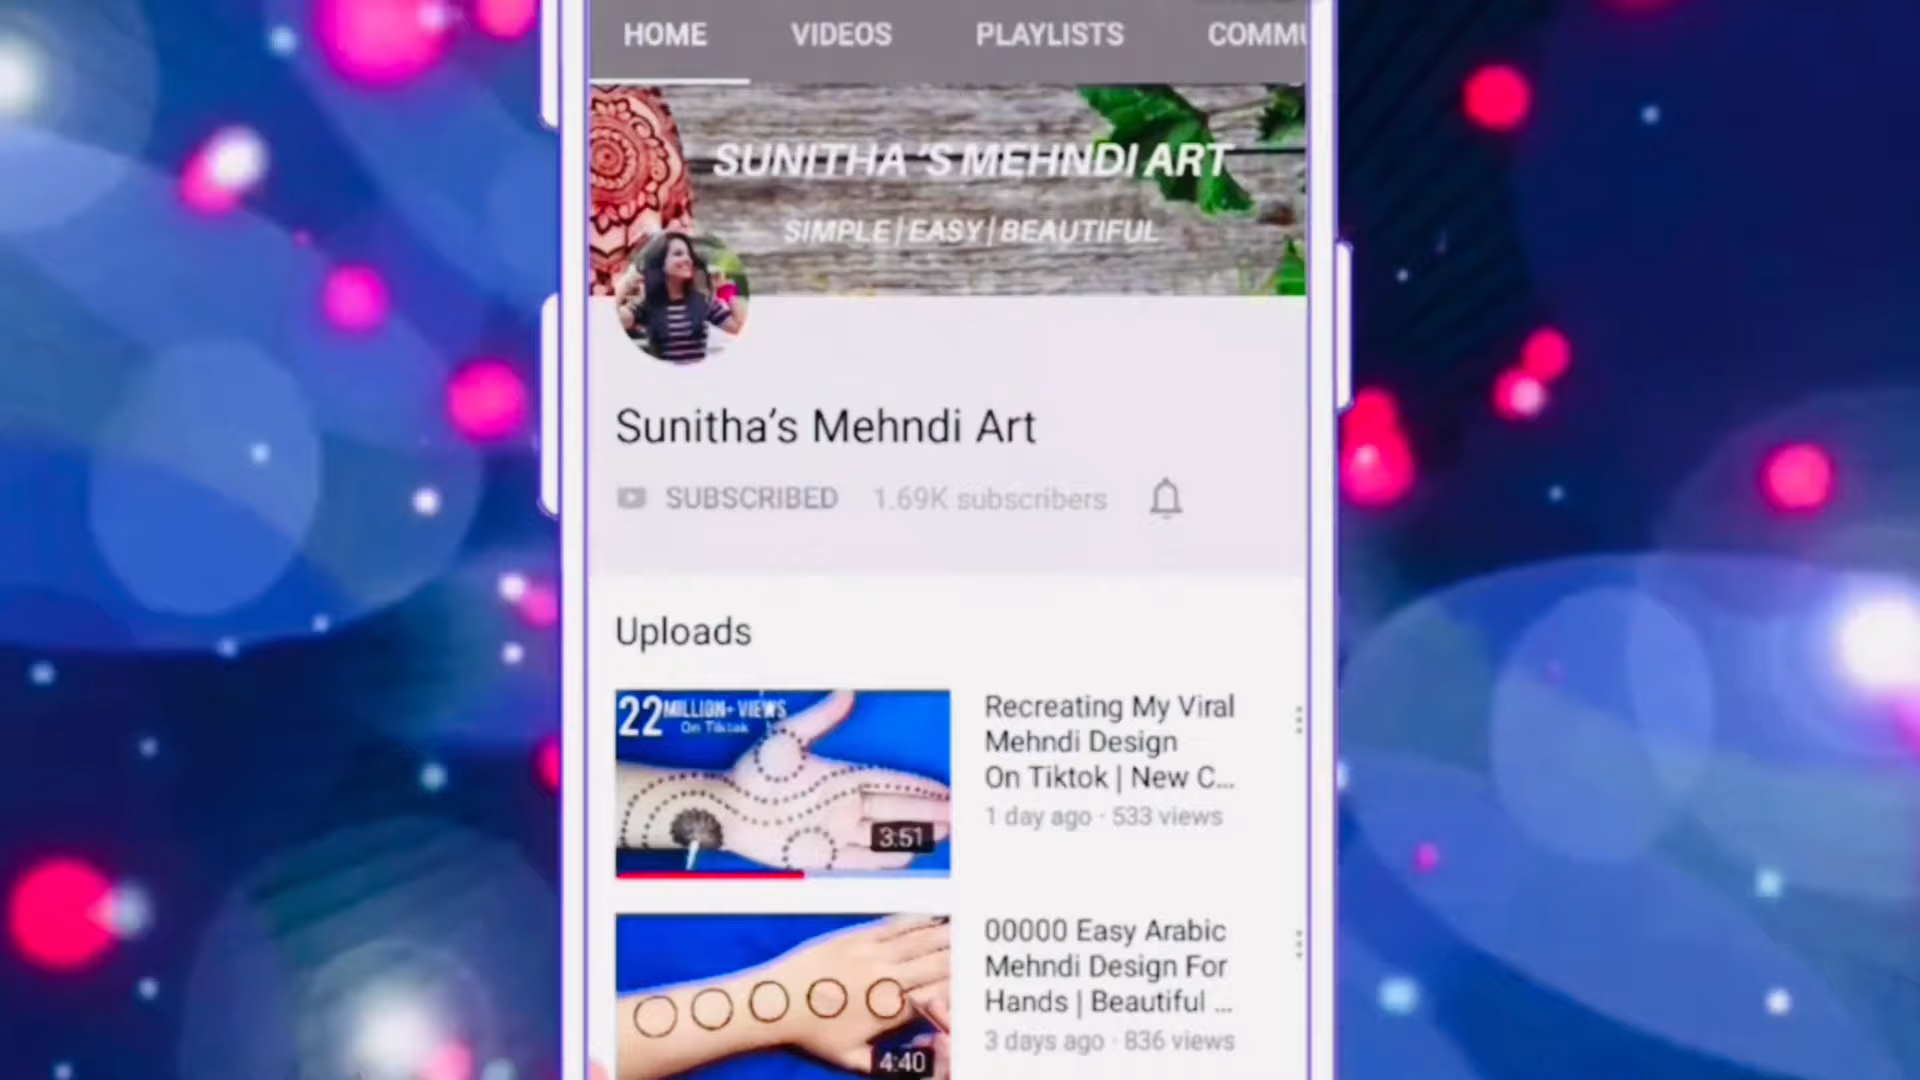 HOME VIDEOS PLAYLISTS COMMU
SUNITHA 'S MEHNDI ART
SIMPLE | EASY | BEAUTIFUL
Sunitha's Mehndi Art
SUBSCRIBED 1.69K subscribers
Uploads
22 MILLION+ VIEWS
On Tiktok
3:51
Recreating My Viral
Mehndi Design
On Tiktok | New C...
1 day ago · 533 views
4:40
00000 Easy Arabic
Mehndi Design For
Hands | Beautiful ...
3 days ago · 836 views